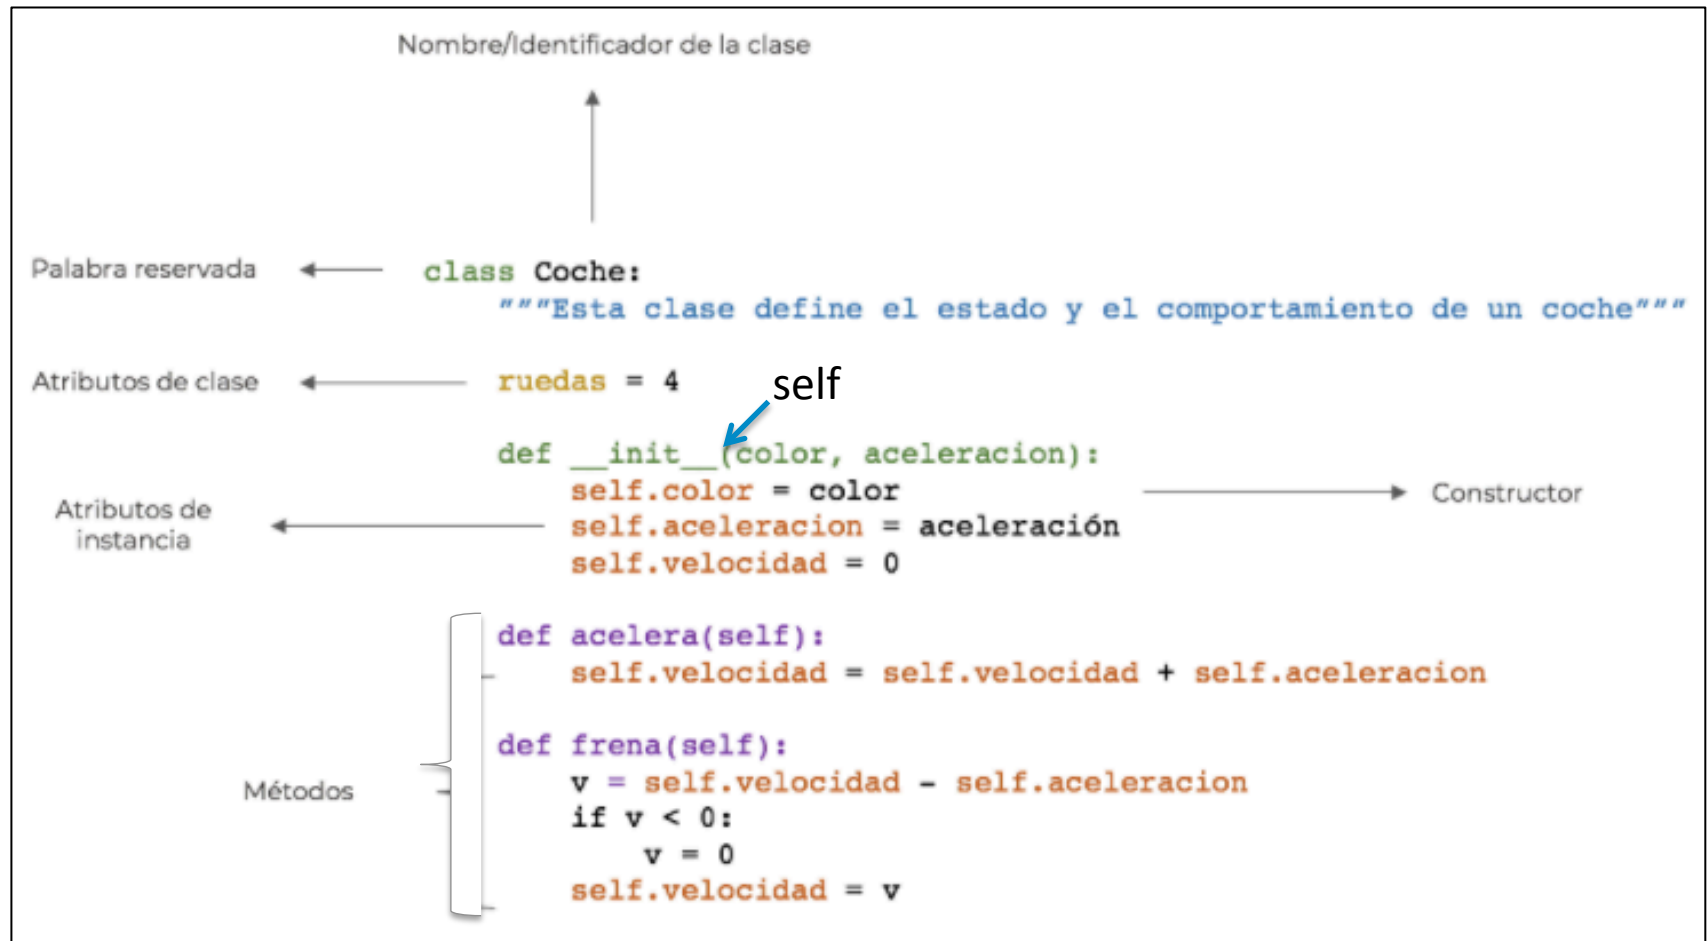 Nombre/Identificador de la clase
Palabra reservada
class Coche:
"""Esta clase define el estado y el comportamiento de un coche"""
Atributos de clase
ruedas = 4
self
def __init__(color, aceleracion):
self.color = color
Constructor
Atributos de
instancia
self.aceleracion = aceleración
self.velocidad = 0
def acelera(self):
self.velocidad = self.velocidad + self.aceleracion
def frena(self):
Métodos
v = self.velocidad - self.aceleracion
if v < 0:
v = 0
self.velocidad = v